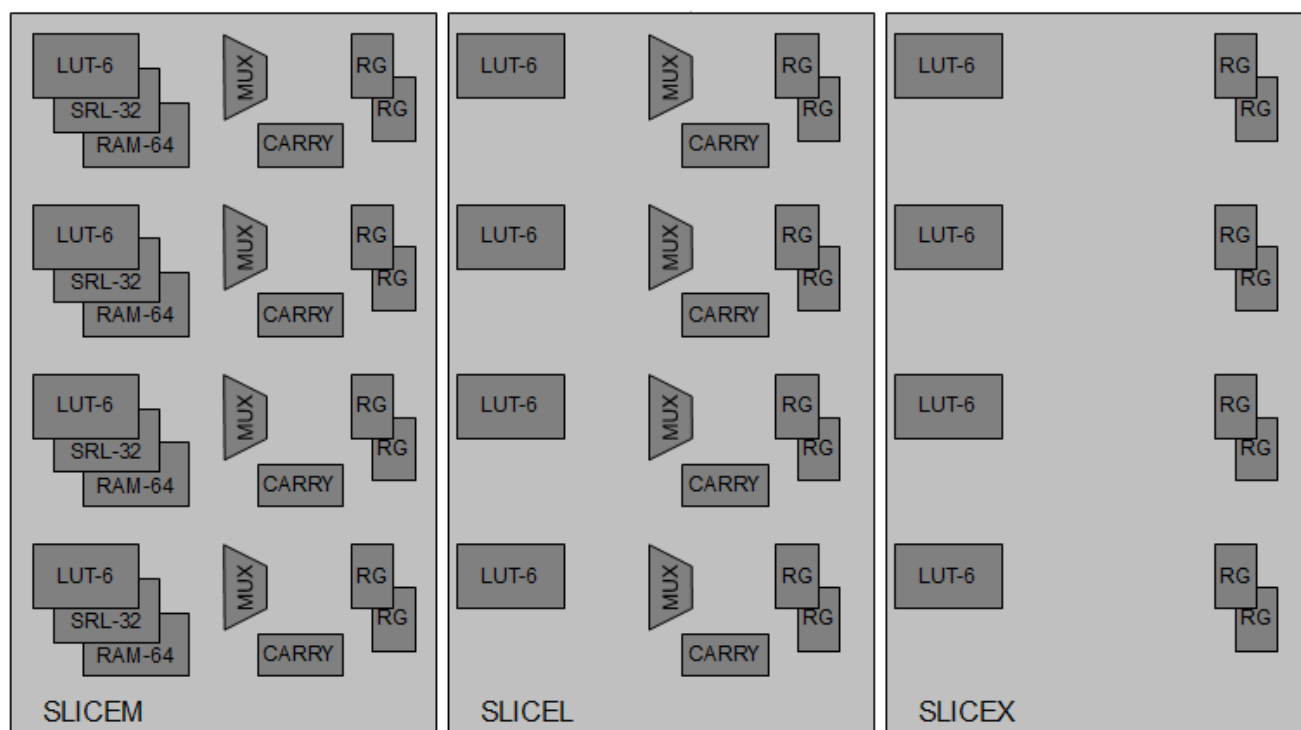 LUT-6
SRL-32
RAM-64
MUX
CARRY
RG
RG
LUT-6
SRL-32
RAM-64
MUX
CARRY
RG
RG
LUT-6
SRL-32
RAM-64
MUX
CARRY
RG
RG
LUT-6
SRL-32
RAM-64
MUX
CARRY
RG
RG
SLICEM
LUT-6
MUX
CARRY
RG
RG
LUT-6
MUX
CARRY
RG
RG
LUT-6
MUX
CARRY
RG
RG
LUT-6
MUX
CARRY
RG
RG
SLICEL
LUT-6
RG
RG
LUT-6
RG
RG
LUT-6
RG
RG
LUT-6
RG
RG
SLICEX